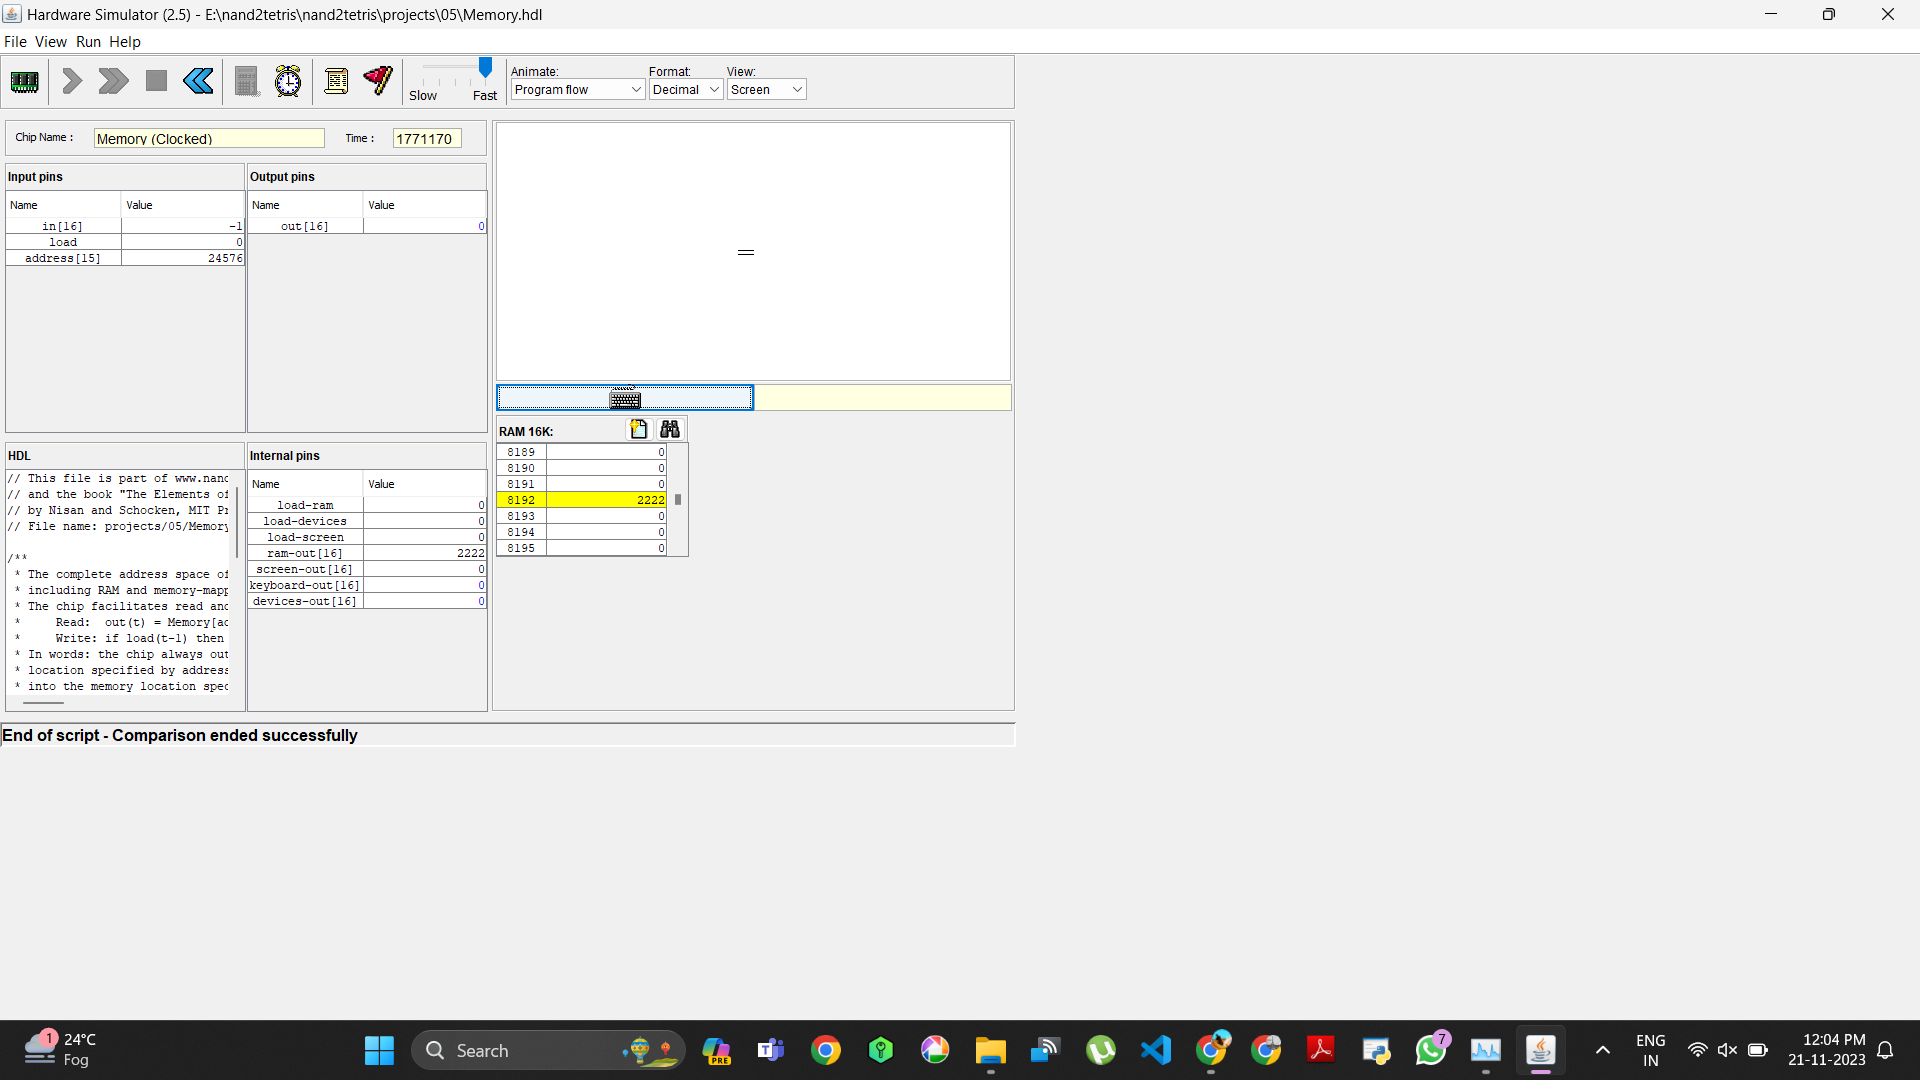 Hardware Simulator (2.5) - E:\nand2tetris\nand2tetris\projects\05\Memory.hdl
File View Run Help
Slow Fast
Animate: Format: View:
Program flow Decimal Screen
Chip Name : Memory (Clocked) Time : 1771170
Input pins
Name Value
in[16] -1
load 0
address[15] 24576
Output pins
Name Value
out[16] 0
HDL
// This file is part of www.nand
// and the book "The Elements of
// by Nisan and Schocken, MIT Pr
// File name: projects/05/Memory
/**
* The complete address space of
* including RAM and memory-mapp
* The chip facilitates read and
* Read: out(t) = Memory[ad
* Write: if load(t-1) then
* In words: the chip always out
* location specified by address
* into the memory location spec
Internal pins
Name Value
load-ram 0
load-devices 0
load-screen 0
ram-out[16] 2222
screen-out[16] 0
keyboard-out[16] 0
devices-out[16] 0
RAM 16K:
8189 0
8190 0
8191 0
8192 2222
8193 0
8194 0
8195 0
End of script - Comparison ended successfully
1
24°C
Fog
Search
PRE
7
ENG
IN
12:04 PM
21-11-2023